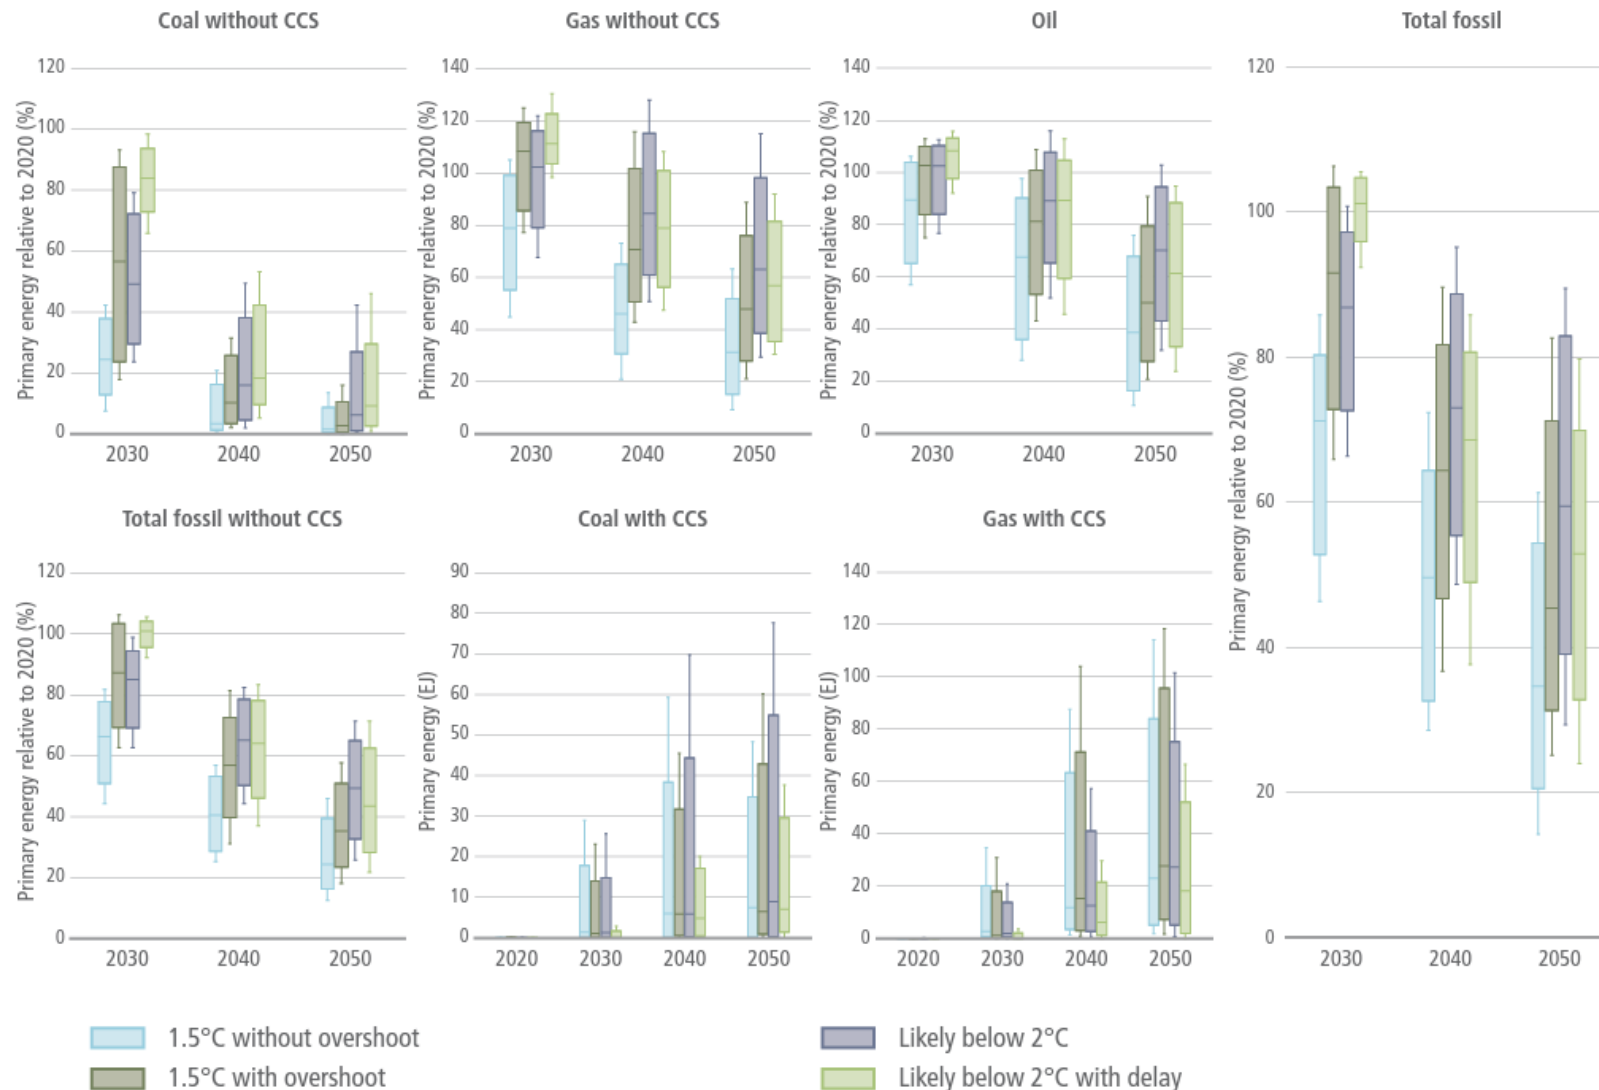 Coal without CCS
Gas without CCS
Oil
Total fossil
Primary energy relative to 2020 (%)
120
100
80
60
40
20
0
2030 2040 2050
Primary energy relative to 2020 (%)
140
120
100
80
60
40
20
0
2030 2040 2050
Primary energy relative to 2020 (%)
140
120
100
80
60
40
20
0
2030 2040 2050
Primary energy relative to 2020 (%)
120
100
80
60
40
20
0
2030 2040 2050
Total fossil without CCS
Coal with CCS
Gas with CCS
Primary energy relative to 2020 (%)
120
100
80
60
40
20
0
2030 2040 2050
Primary energy (EJ)
90
80
70
60
50
40
30
20
10
0
2020 2030 2040 2050
Primary energy (EJ)
140
120
100
80
60
40
20
0
2020 2030 2040 2050
1.5°C without overshoot
Likely below 2°C
1.5°C with overshoot
Likely below 2°C with delay